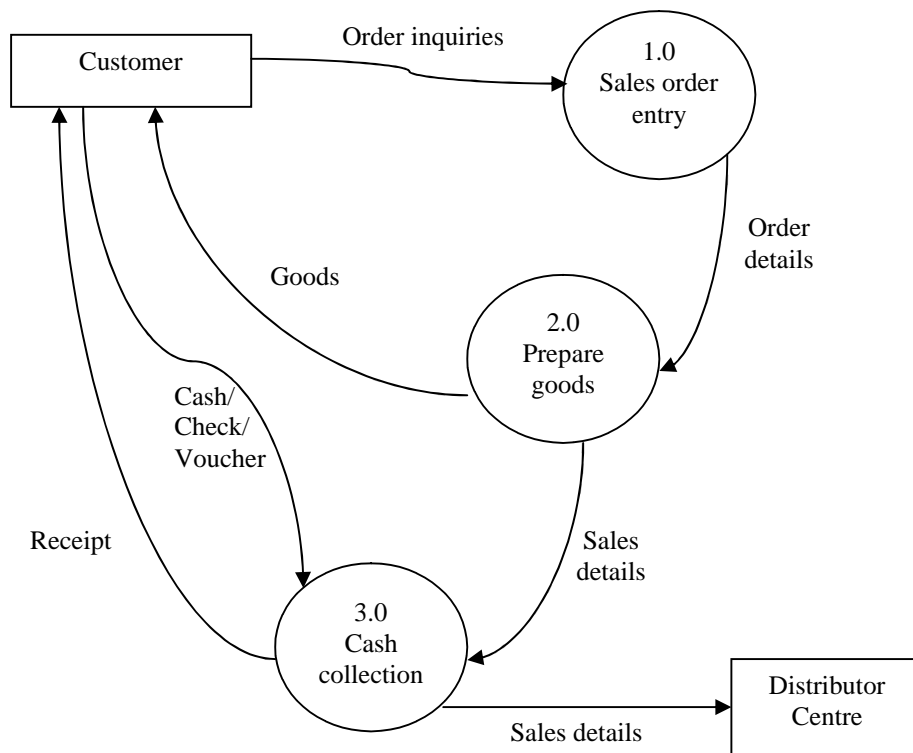 Order inquiries
Customer
1.0
Sales order
entry
Order
details
Goods
2.0
Prepare
goods
Cash/
Check/
Voucher
Receipt
Sales
details
3.0
Cash
collection
Distributor
Centre
Sales details